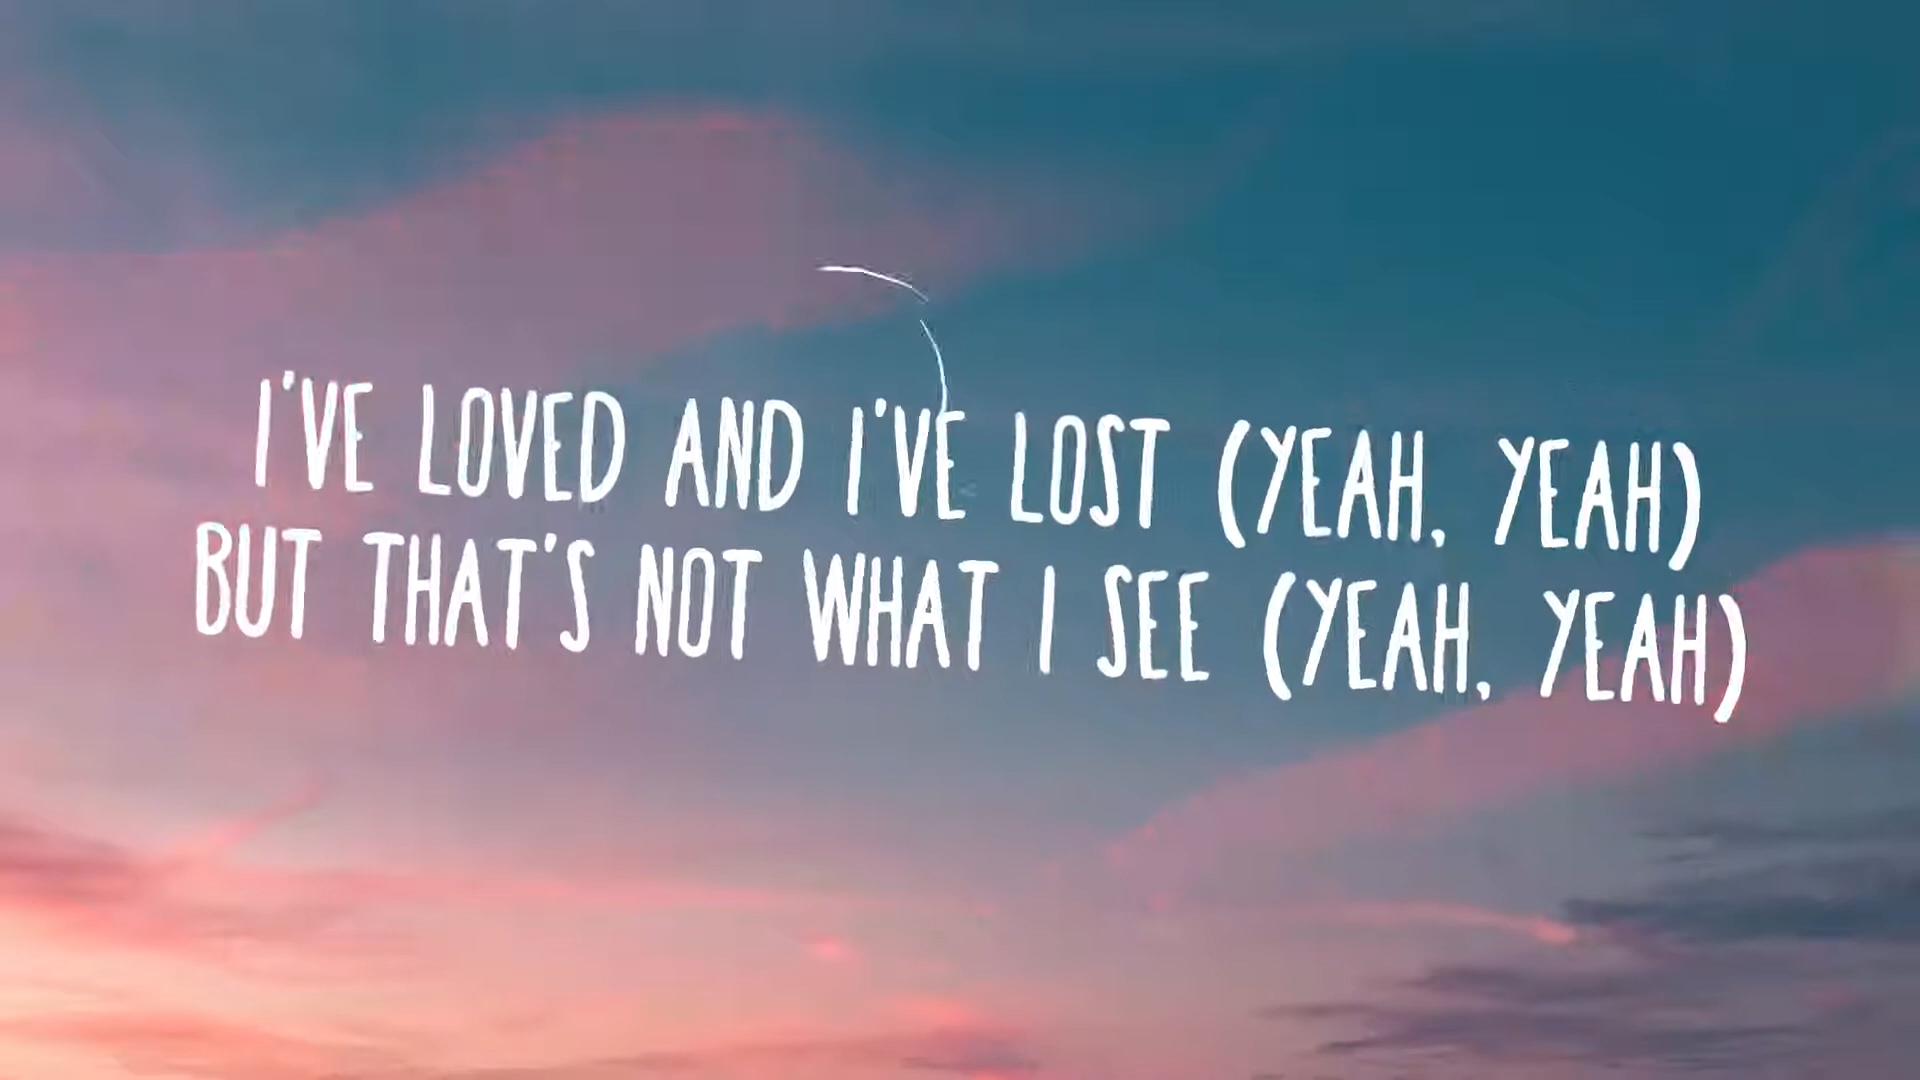 I'VE LOVED AND I'VE LOST (YEAH, YEAH)
BUT THAT'S NOT WHAT I SEE (YEAH, YEAH)